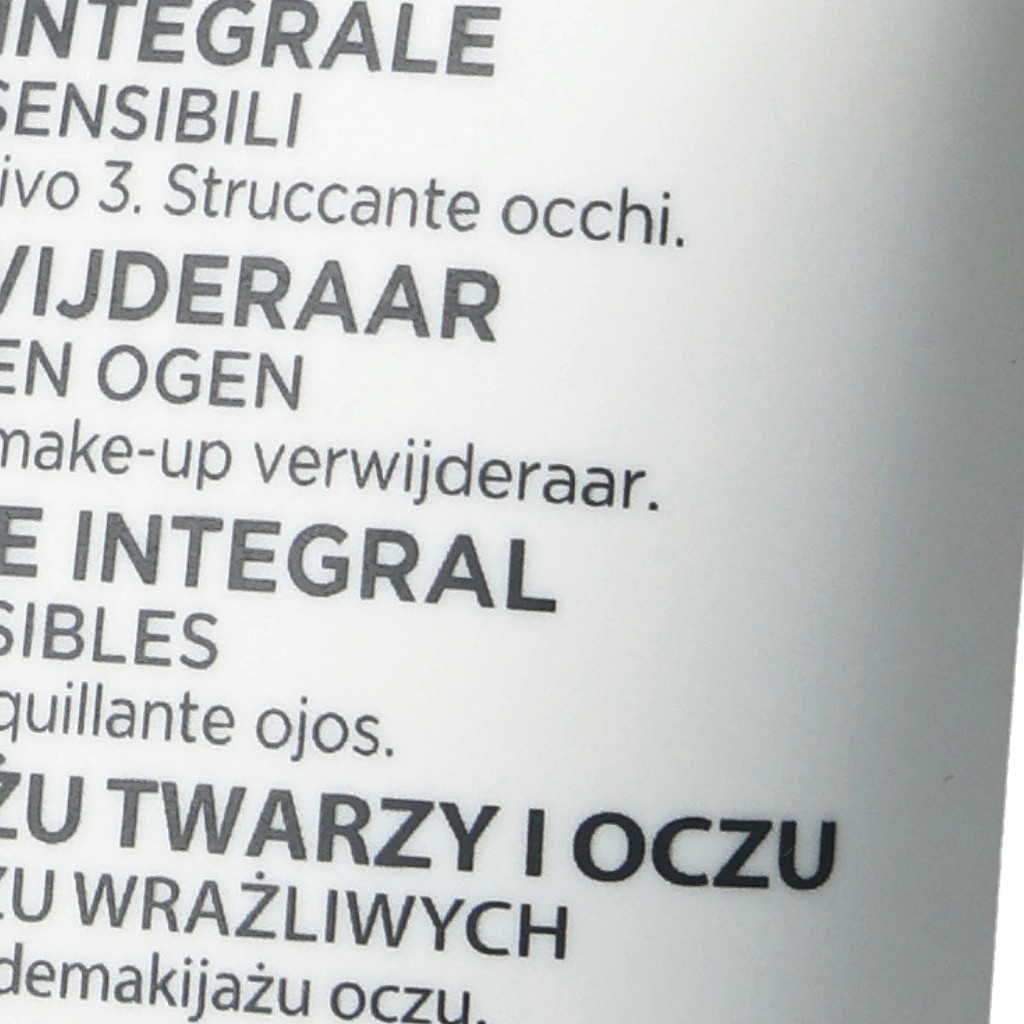 INTEGRALE
SENSIBILI
ivo 3. Struccante occhi.
VIJDERAAR
EN OGEN
make-up verwijderaar.
E INTEGRAL
SIBLES
quillante ojos.
ŻU TWARZY I OCZU
ZU WRAŻLIWYCH
demakijażu oczu.